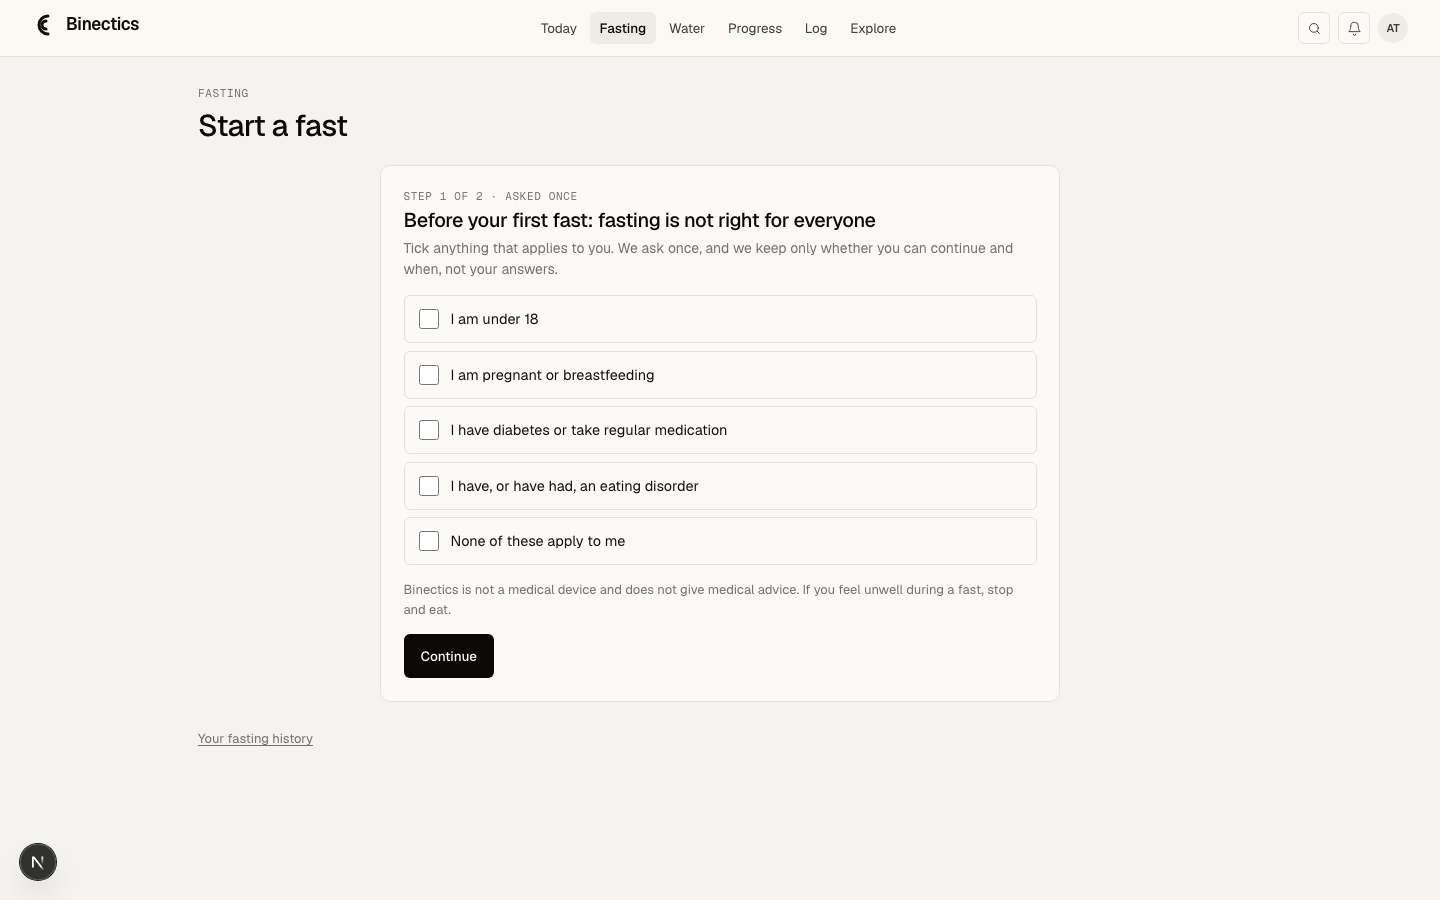 Binectics
Today
Fasting
Water
Progress
Log
Explore
AT
FASTING
Start a fast
STEP 1 OF 2 · ASKED ONCE
Before your first fast: fasting is not right for everyone
Tick anything that applies to you. We ask once, and we keep only whether you can continue and
when, not your answers.
I am under 18
I am pregnant or breastfeeding
I have diabetes or take regular medication
I have, or have had, an eating disorder
None of these apply to me
Binectics is not a medical device and does not give medical advice. If you feel unwell during a fast, stop
and eat.
Continue
Your fasting history
N